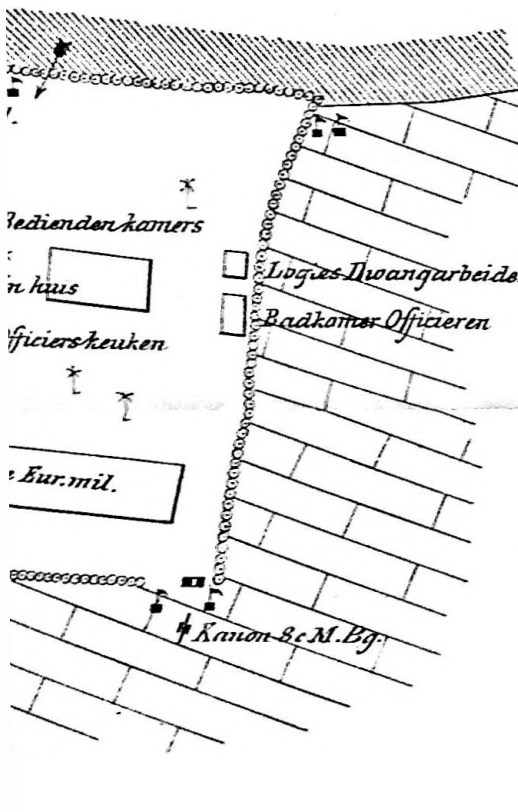 Bedienden kamers
n huis
Logies Dwangarbeide
Badkamer Officieren
fficiers keuken
e Eur. mil.
Kanon 8c M. Bg.